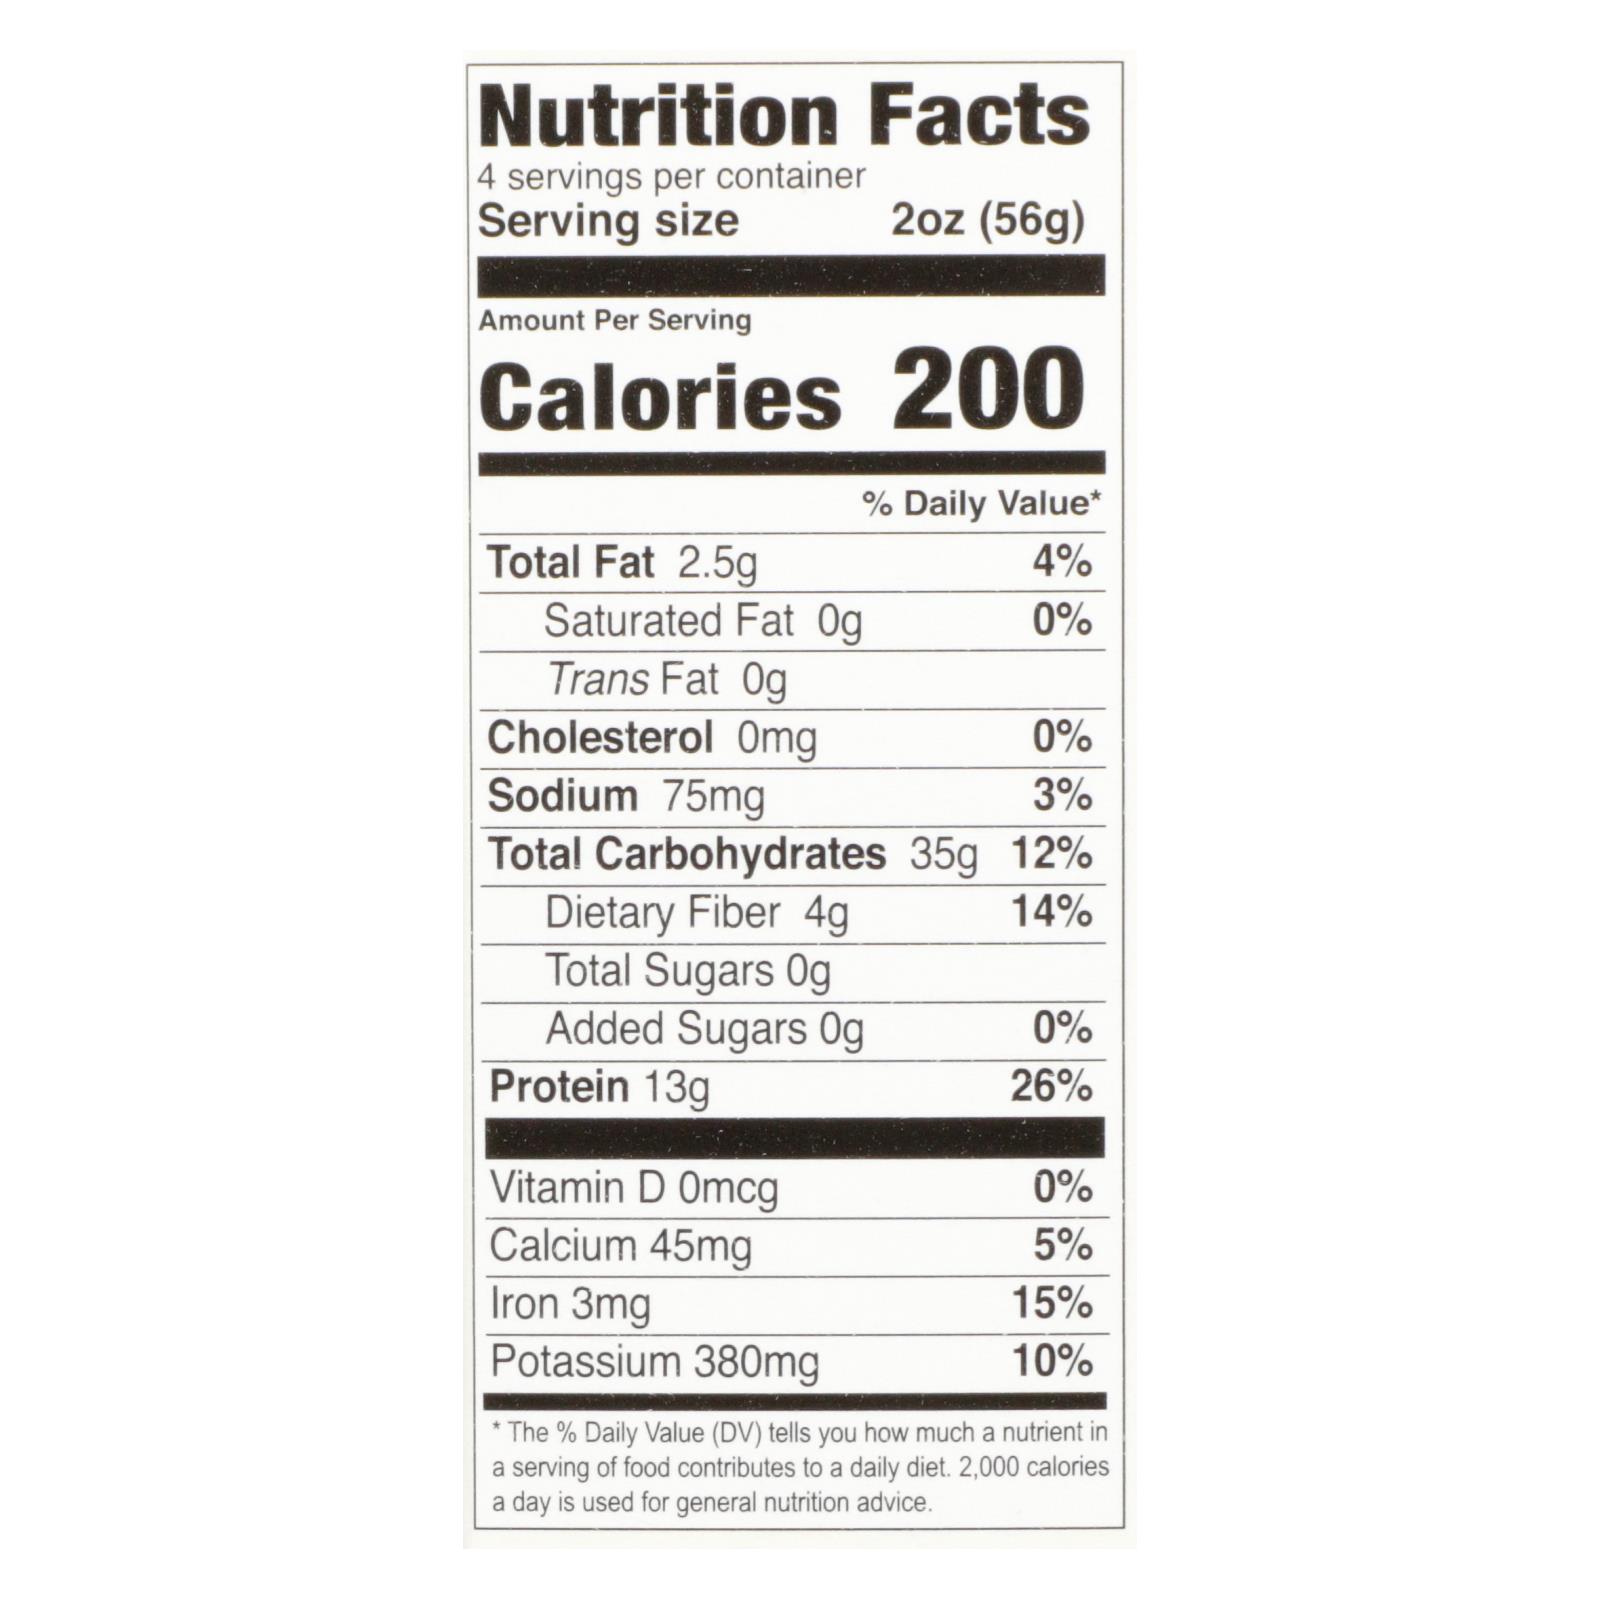 Nutrition Facts
4 servings per container
Serving size 2oz (56g)
Amount Per Serving
Calories 200
% Daily Value*
Total Fat 2.5g 4%
Saturated Fat 0g 0%
Trans Fat 0g
Cholesterol 0mg 0%
Sodium 75mg 3%
Total Carbohydrates 35g 12%
Dietary Fiber 4g 14%
Total Sugars 0g
Added Sugars 0g 0%
Protein 13g 26%
Vitamin D 0mcg 0%
Calcium 45mg 5%
Iron 3mg 15%
Potassium 380mg 10%
* The % Daily Value (DV) tells you how much a nutrient in
a serving of food contributes to a daily diet. 2,000 calories
a day is used for general nutrition advice.